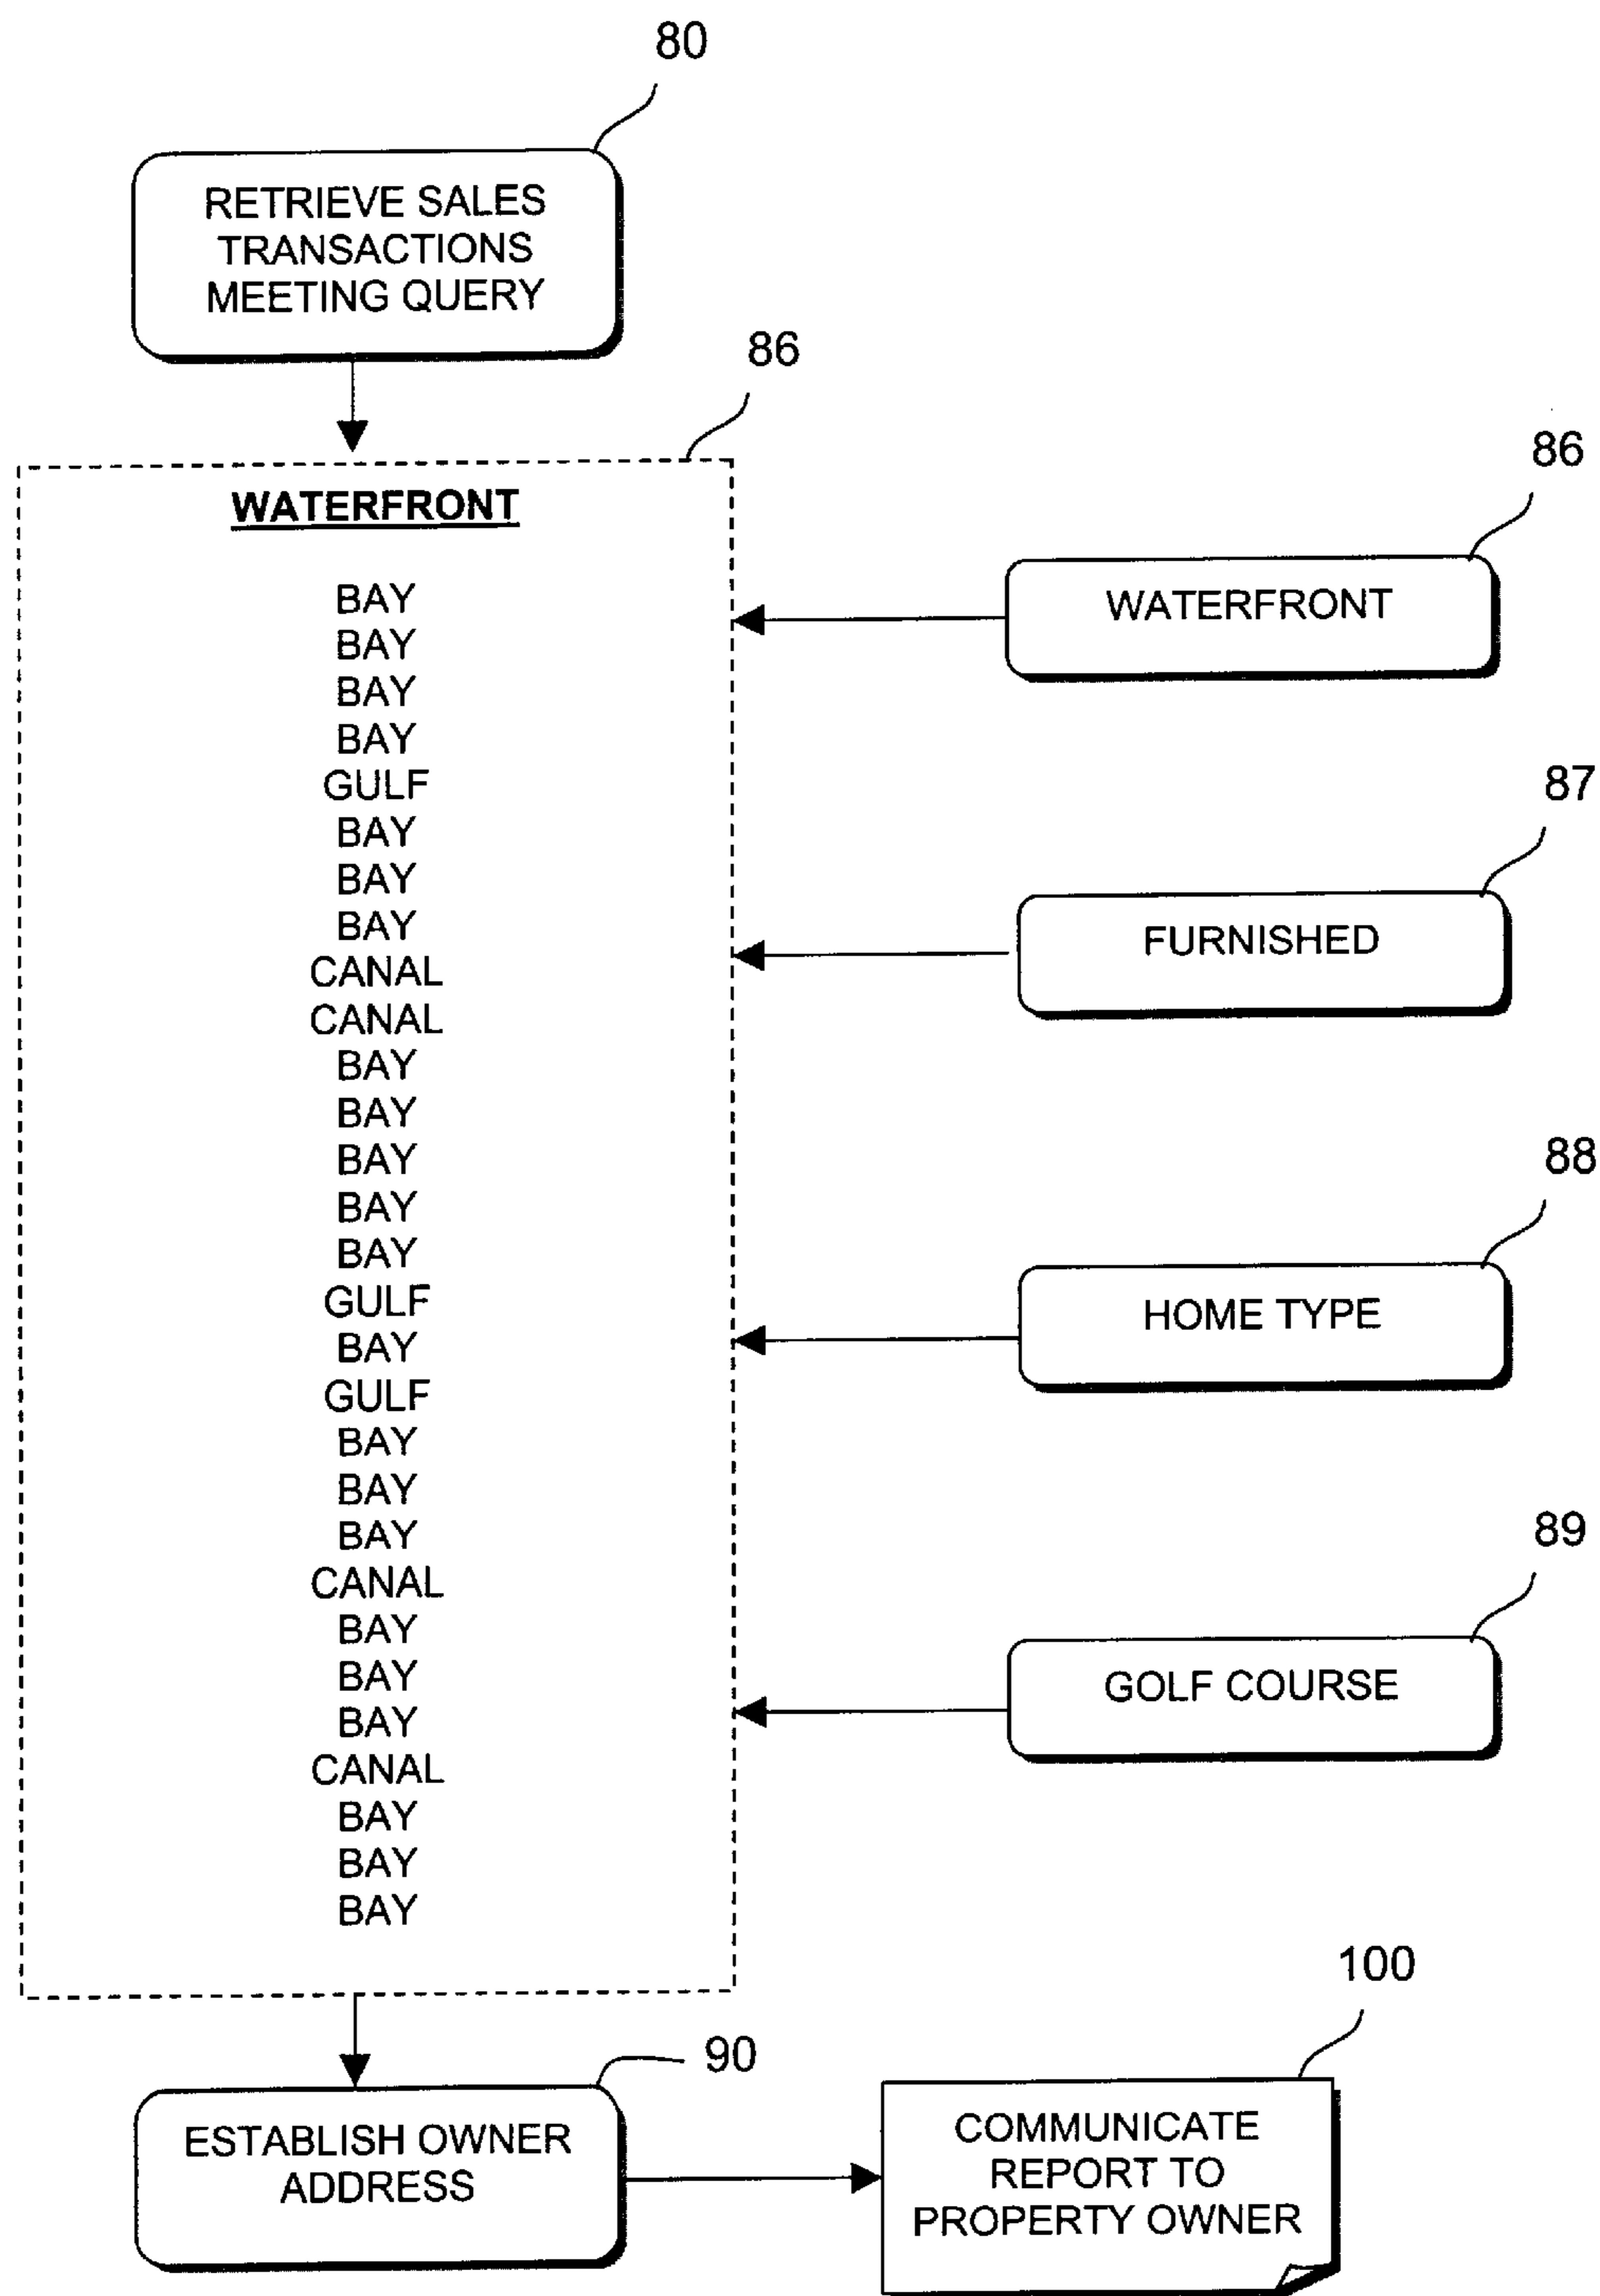 80
RETRIEVE SALES
TRANSACTIONS
MEETING QUERY
86
WATERFRONT
BAY
BAY
BAY
BAY
GULF
BAY
BAY
BAY
CANAL
CANAL
BAY
BAY
BAY
BAY
BAY
GULF
BAY
GULF
BAY
BAY
BAY
CANAL
BAY
BAY
BAY
CANAL
BAY
BAY
BAY
86
WATERFRONT
87
FURNISHED
88
HOME TYPE
89
GOLF COURSE
90
ESTABLISH OWNER
ADDRESS
100
COMMUNICATE
REPORT TO
PROPERTY OWNER